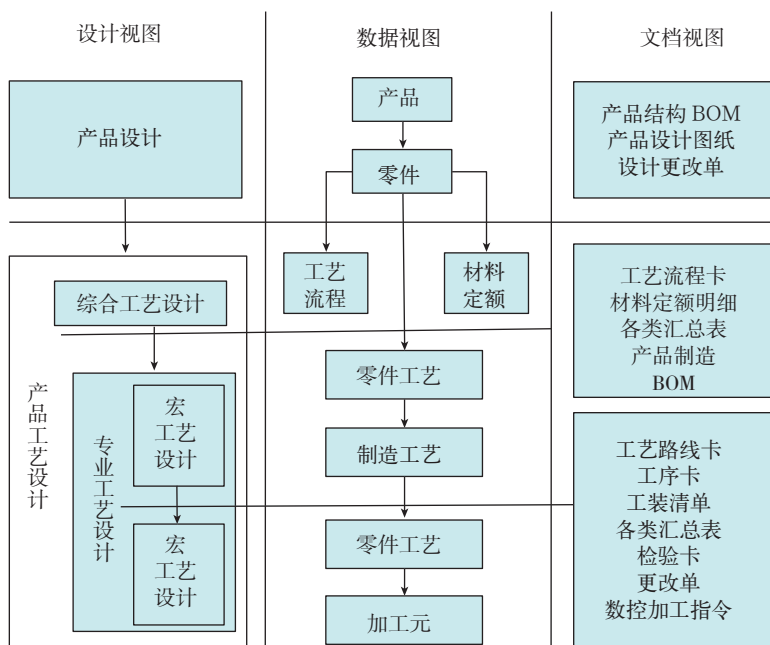 设计视图
数据视图
文档视图
产品设计
产品
零件
产品结构 BOM
产品设计图纸
设计更改单
产品工艺设计
综合工艺设计
工艺
流程
材料
定额
工艺流程卡
材料定额明细
各类汇总表
产品制造
BOM
专业工艺设计
宏
工艺
设计
宏
工艺
设计
零件工艺
制造工艺
零件工艺
加工元
工艺路线卡
工序卡
工装清单
各类汇总表
检验卡
更改单
数控加工指令